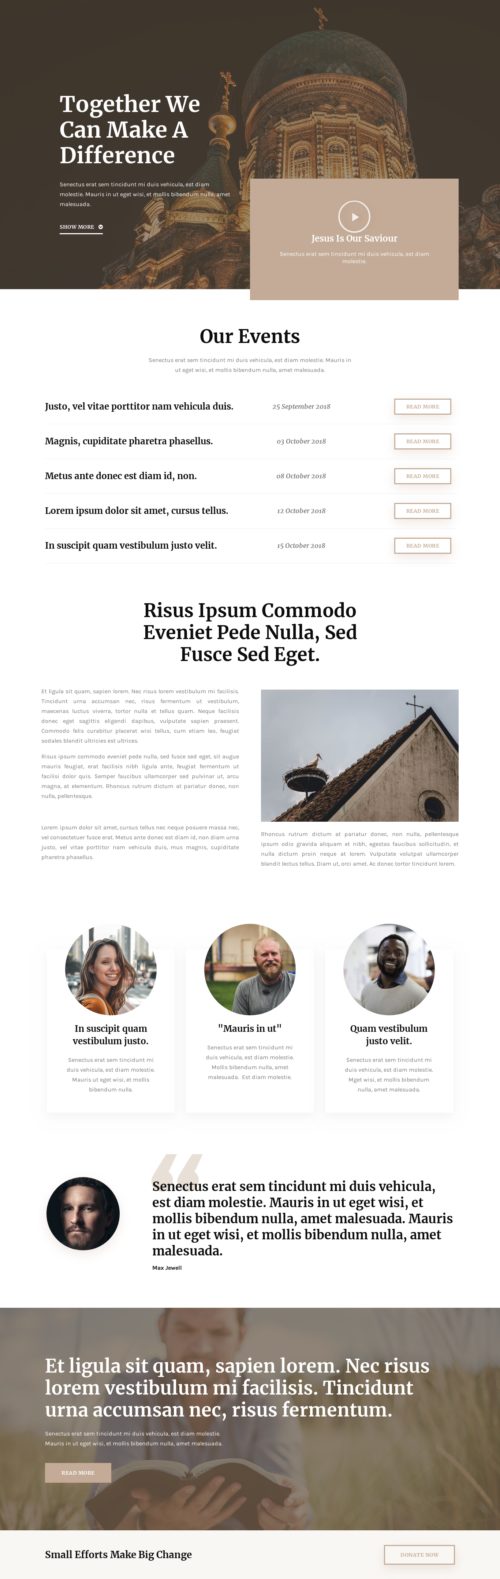 Together We
Can Make A
Difference
Senectus erat sem tincidunt mi duis vehicula, est diam
molestie. Mauris in ut eget wisi, et mollis bibendum nulla, amet
malesuada.
SHOW MORE
Jesus Is Our Saviour
Senectus erat sem tincidunt mi duis vehicula, est diam
molestie.
Our Events
Senectus erat sem tincidunt mi duis vehicula, est diam molestie. Mauris in
ut eget wisi, et mollis bibendum nulla, amet malesuada.
Justo, vel vitae porttitor nam vehicula duis.
25 September 2018
READ MORE
Magnis, cupiditate pharetra phasellus.
03 October 2018
READ MORE
Metus ante donec est diam id, non.
08 October 2018
READ MORE
Lorem ipsum dolor sit amet, cursus tellus.
12 October 2018
READ MORE
In suscipit quam vestibulum justo velit.
15 October 2018
READ MORE
Risus Ipsum Commodo
Eveniet Pede Nulla, Sed
Fusce Sed Eget.
Et ligula sit quam, sapien lorem. Nec risus lorem vestibulum mi facilisis.
Tincidunt urna accumsan nec, risus fermentum ut vestibulum,
maecenas luctus viverra, tortor nulla et tellus quam. Neque facilisis
donec eget sagittis eligendi dapibus, vulputate sapien praesent.
Commodo felis curabitur placerat wisi tellus, cum etiam leo, feugiat
sodales blandit ultricies est ultrices.
Risus ipsum commodo eveniet pede nulla, sed fusce sed eget, sit augue
mauris feugiat, erat facilisis nibh ligula ante, feugiat fermentum ut
facilisi dolor quis. Semper faucibus ullamcorper sed pulvinar ut, arcu
magna, at elementum. Rhoncus rutrum dictum at pariatur donec, non
nulla, pellentesque.
Lorem ipsum dolor sit amet, cursus tellus nec neque posuere massa nec,
vel consectetuer fusce erat. Metus ante donec est diam id, non diam urna
justo, vel vitae porttitor nam vehicula duis, mus magnis, cupiditate
pharetra phasellus.
Rhoncus rutrum dictum at pariatur donec, non nulla, pellentesque
ipsum odio gravida aliquam at nibh, egestas faucibus sollicitudin, et
nulla dictum proin neque at lorem. Vulputate volutpat ullamcorper
blandit lectus tellus. Diam ut, orci amet. Ac donec tortor tincidunt lorem.
In suscipit quam
vestibulum justo.
Senectus erat sem tincidunt mi
duis vehicula, est diam molestie.
Mauris ut eget wisi, et mollis
bibendum nulla.
"Mauris in ut"
Senectus erat sem tincidunt mi
duis vehicula, est diam molestie.
Mollis bibendum nulla, amet
malesuada. Est diam molestie.
Quam vestibulum
justo velit.
Senectus erat sem tincidunt mi
duis vehicula, est diam molestie.
Mget wisi, et mollis bibendum
nulla, amet malesuada.
Senectus erat sem tincidunt mi duis vehicula,
est diam molestie. Mauris in ut eget wisi, et
mollis bibendum nulla, amet malesuada. Mauris
in ut eget wisi, et mollis bibendum nulla, amet
malesuada.
Max Jewell
Et ligula sit quam, sapien lorem. Nec risus
lorem vestibulum mi facilisis. Tincidunt
urna accumsan nec, risus fermentum.
Senectus erat sem tincidunt mi duis vehicula, est diam molestie.
Mauris in ut eget wisi, et mollis bibendum nulla, amet malesuada.
READ MORE
Small Efforts Make Big Change
DONATE NOW